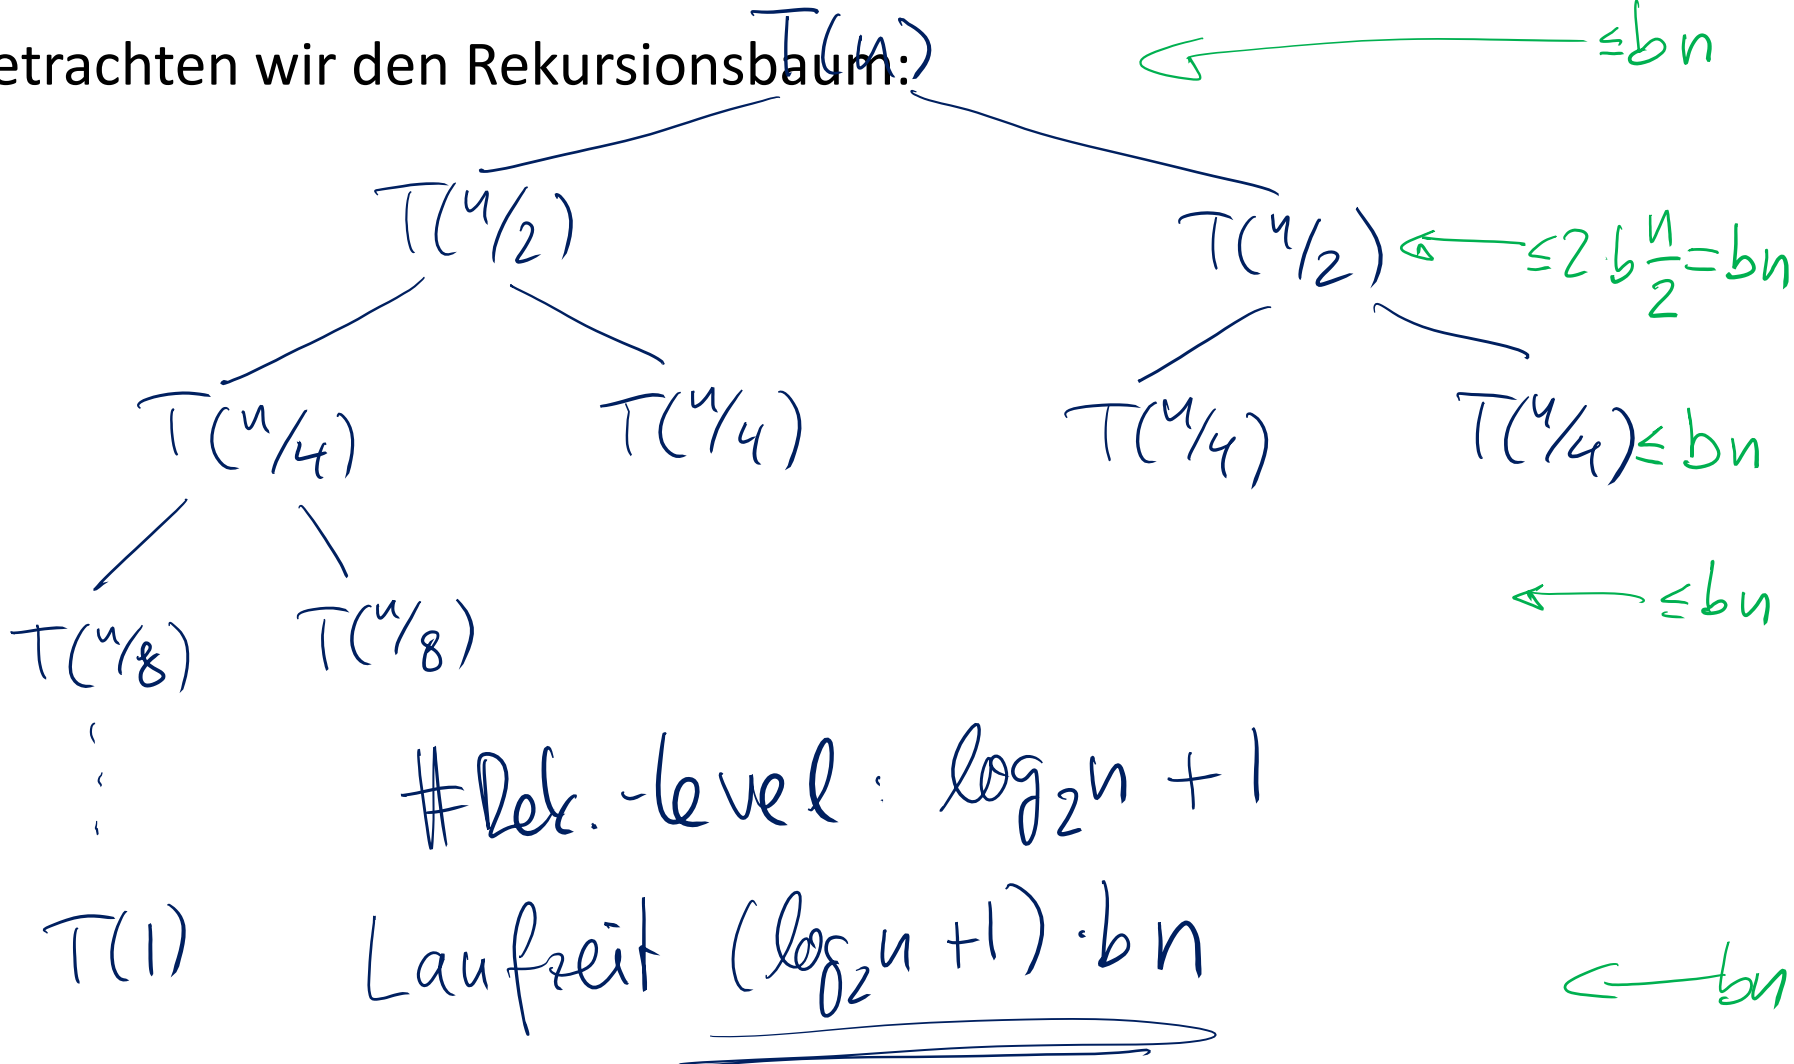 etrachten wir den Rekursionsbaum:
T(n) ≤bn
T(n/2) T(n/2) ≤2·b n/2=bn
T(n/4) T(n/4) T(n/4) T(n/4) ≤ bn
T(n/8) T(n/8) ≤bn
#Rek.-level: log₂n + 1
T(1) Laufzeit (log₂n +1)·bn bn